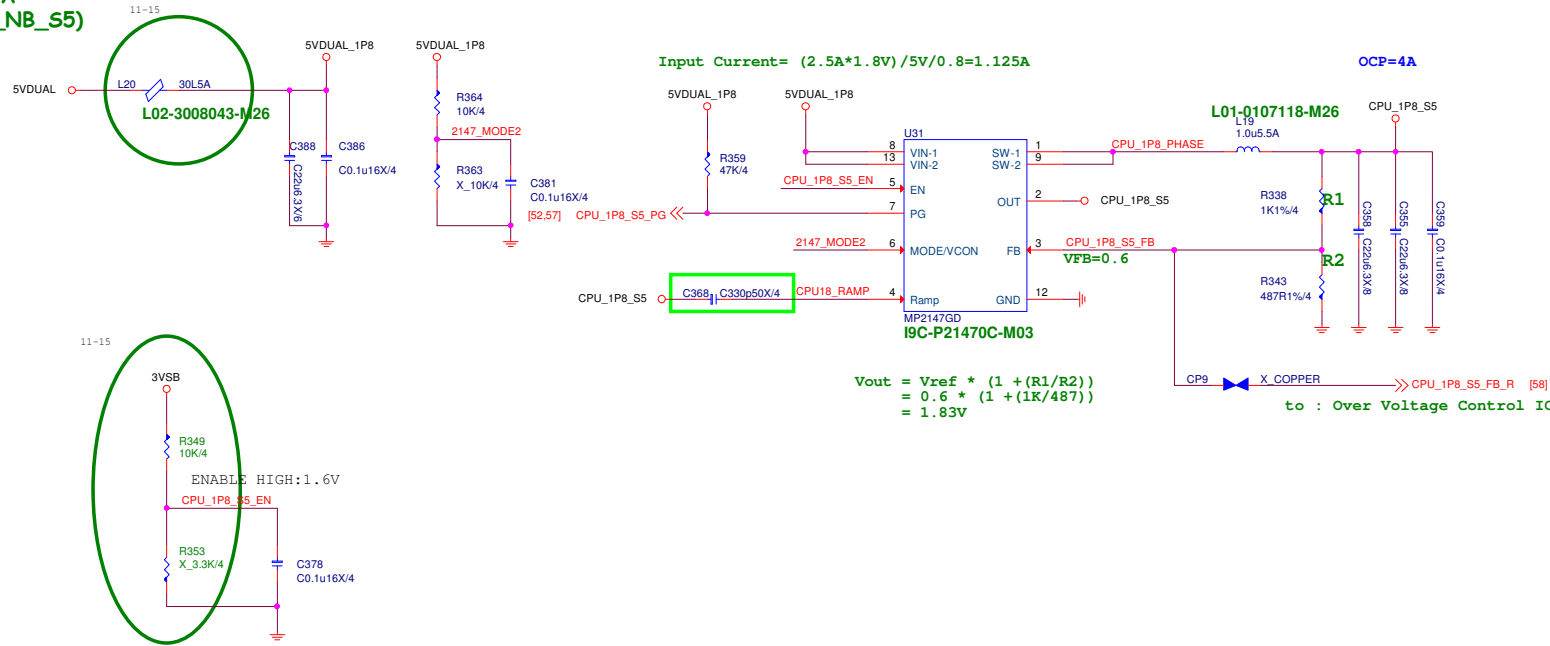 _NB_S5)
11-15
5VDUAL
L20
30L5A
L02-3008043-M26
5VDUAL_1P8
C388
C22u6.3X/6
C386
C0.1u16X/4
5VDUAL_1P8
R364
10K/4
2147_MODE2
R363
X_10K/4
C381
C0.1u16X/4
Input Current= (2.5A*1.8V)/5V/0.8=1.125A
OCP=4A
5VDUAL_1P8
5VDUAL_1P8
R359
47K/4
[52,57] CPU_1P8_S5_PG
CPU_1P8_S5_EN
2147_MODE2
CPU_1P8_S5
C368
C330p50X/4
CPU18_RAMP
U31
8 VIN-1
13 VIN-2
5 EN
7 PG
6 MODE/VCON
4 Ramp
SW-1 1
SW-2 9
OUT 2
FB 3
GND 12
MP2147GD
I9C-P21470C-M03
CPU_1P8_PHASE
CPU_1P8_S5
CPU_1P8_S5_FB
VFB=0.6
L01-0107118-M26
L19
1.0u5.5A
CPU_1P8_S5
R338
1K1%/4
R1
R2
R343
487R1%/4
C358
C22u6.3X/8
C355
C22u6.3X/8
C359
C0.1u16X/4
Vout = Vref * (1 +(R1/R2))
= 0.6 * (1 +(1K/487))
= 1.83V
CP9
X_COPPER
CPU_1P8_S5_FB_R [58]
to : Over Voltage Control IC
11-15
3VSB
R349
10K/4
ENABLE HIGH:1.6V
CPU_1P8_S5_EN
R353
X_3.3K/4
C378
C0.1u16X/4